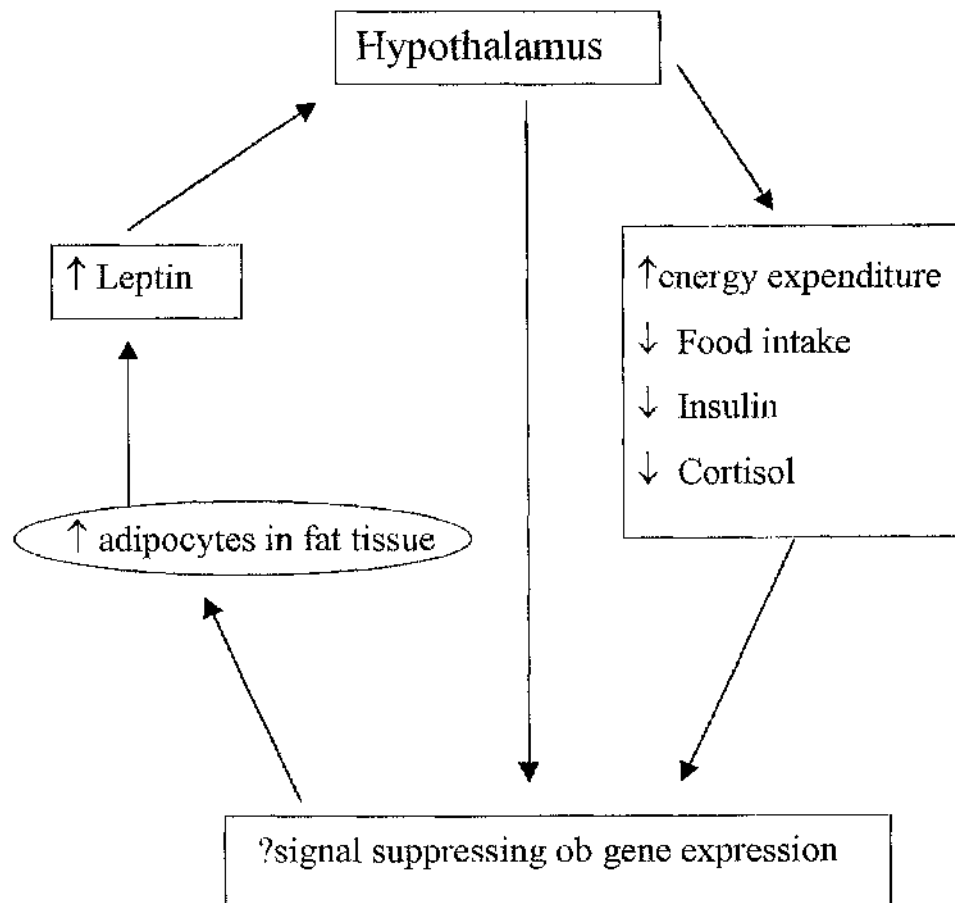 Hypothalamus
↑ Leptin
↑energy expenditure
↓ Food intake
↓ Insulin
↓ Cortisol
↑ adipocytes in fat tissue
?signal suppressing ob gene expression